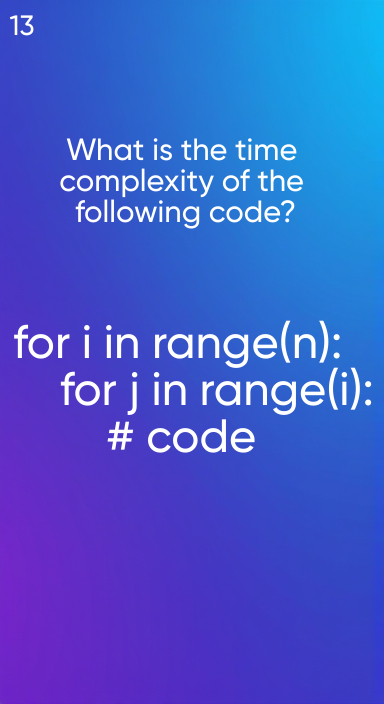 13
What is the time
complexity of the
following code?
for i in range(n):
for j in range(i):
# code